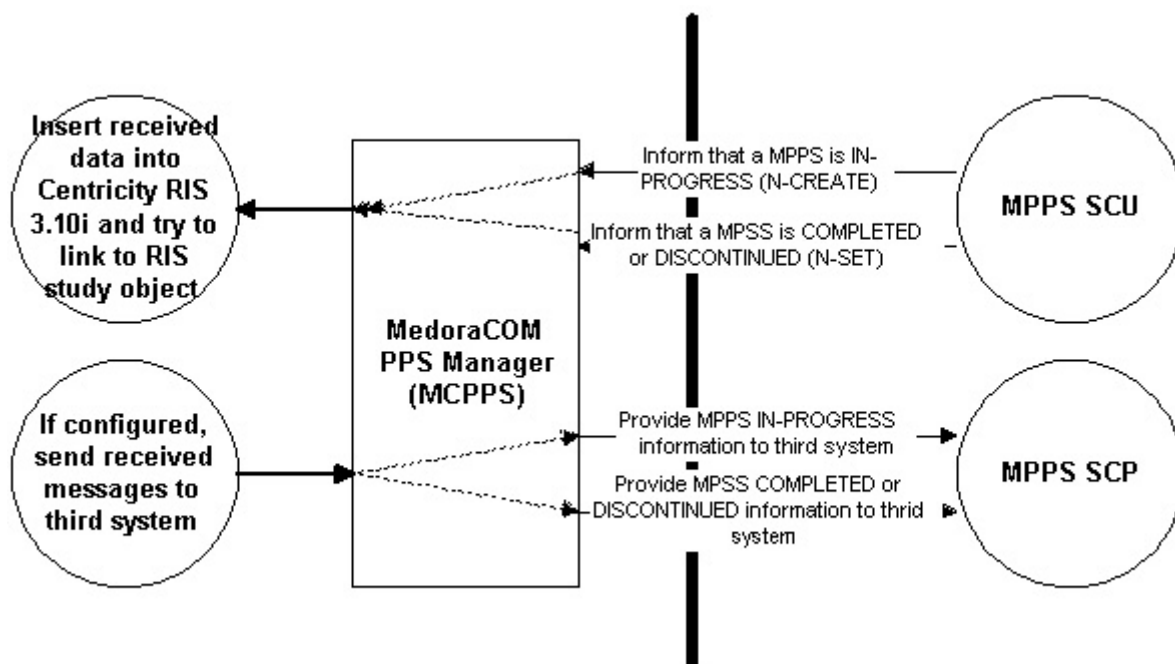 Insert received
data into
Centricity RIS
3.10i and try to
link to RIS
study object
Inform that a MPPS is IN-
PROGRESS (N-CREATE)
Inform that a MPSS is COMPLETED
or DISCONTINUED (N-SET)
MPPS SCU
MedoraCOM
PPS Manager
(MCPPS)
If configured,
send received
messages to
third system
Provide MPPS IN-PROGRESS
information to third system
Provide MPSS COMPLETED or
DISCONTINUED information to thrid
system
MPPS SCP